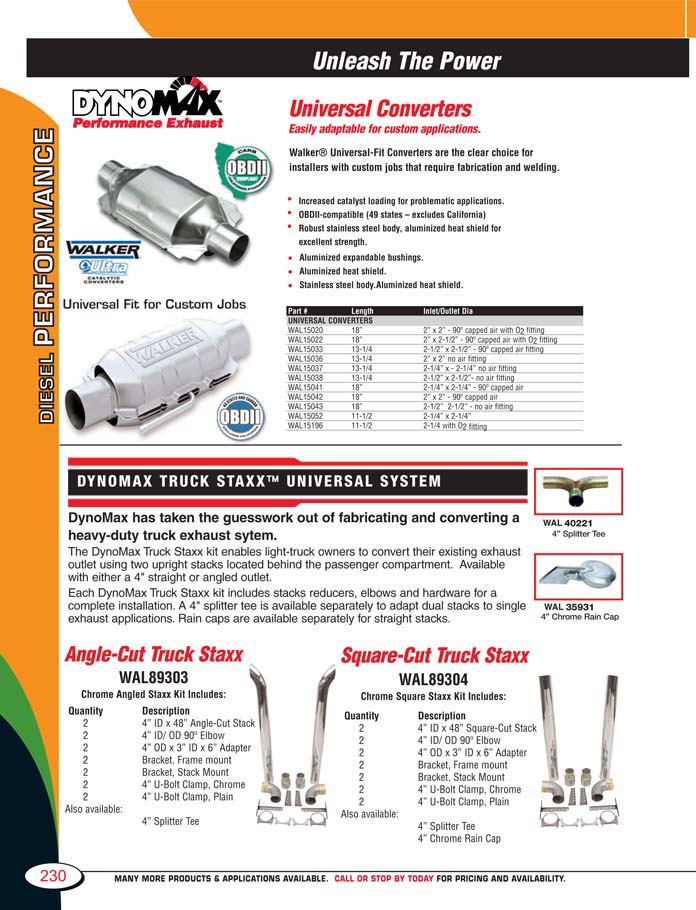 Unleash The Power
DYNOMAX
Performance Exhaust
Universal Converters
Easily adaptable for custom applications.
Walker® Universal-Fit Converters are the clear choice for
installers with custom jobs that require fabrication and welding.
• Increased catalyst loading for problematic applications.
• OBDII-compatible (49 states – excludes California)
• Robust stainless steel body, aluminized heat shield for
excellent strength.
• Aluminized expandable bushings.
• Aluminized heat shield.
• Stainless steel body.Aluminized heat shield.
CARB
OBDII
COMPLIANT
WALKER
Ultra
CATALYTIC
CONVERTERS
Universal Fit for Custom Jobs
WALKER
OBDII
DIESEL PERFORMANCE
Part # Length Inlet/Outlet Dia
UNIVERSAL CONVERTERS
WAL15020 18" 2" x 2" - 90º capped air with O2 fitting
WAL15022 18" 2" x 2-1/2" - 90º capped air with O2 fitting
WAL15033 13-1/4 2-1/2" x 2-1/2" - 90º capped air fitting
WAL15036 13-1/4 2" x 2" no air fitting
WAL15037 13-1/4 2-1/4" x - 2-1/4" no air fitting
WAL15038 13-1/4 2-1/2" x 2-1/2"- no air fitting
WAL15041 18" 2-1/4" x 2-1/4" - 90º capped air
WAL15042 18" 2" x 2" - 90º capped air
WAL15043 18" 2-1/2" 2-1/2" - no air fitting
WAL15052 11-1/2 2-1/4" x 2-1/4"
WAL15196 11-1/2 2-1/4 with O2 fitting
DYNOMAX TRUCK STAXX™ UNIVERSAL SYSTEM
DynoMax has taken the guesswork out of fabricating and converting a
heavy-duty truck exhaust sytem.
The DynoMax Truck Staxx kit enables light-truck owners to convert their existing exhaust
outlet using two upright stacks located behind the passenger compartment. Available
with either a 4" straight or angled outlet.
Each DynoMax Truck Staxx kit includes stacks reducers, elbows and hardware for a
complete installation. A 4" splitter tee is available separately to adapt dual stacks to single
exhaust applications. Rain caps are available separately for straight stacks.
WAL 40221
4" Splitter Tee
WAL 35931
4" Chrome Rain Cap
Angle-Cut Truck Staxx
WAL89303
Chrome Angled Staxx Kit Includes:
Quantity Description
2 4" ID x 48" Angle-Cut Stack
2 4" ID/ OD 90º Elbow
2 4" OD x 3" ID x 6" Adapter
2 Bracket, Frame mount
2 Bracket, Stack Mount
2 4" U-Bolt Clamp, Chrome
2 4" U-Bolt Clamp, Plain
Also available:
4" Splitter Tee
Square-Cut Truck Staxx
WAL89304
Chrome Square Staxx Kit Includes:
Quantity Description
2 4" ID x 48" Square-Cut Stack
2 4" ID/ OD 90º Elbow
2 4" OD x 3" ID x 6" Adapter
2 Bracket, Frame mount
2 Bracket, Stack Mount
2 4" U-Bolt Clamp, Chrome
2 4" U-Bolt Clamp, Plain
Also available:
4" Splitter Tee
4" Chrome Rain Cap
230
MANY MORE PRODUCTS & APPLICATIONS AVAILABLE. CALL OR STOP BY TODAY FOR PRICING AND AVAILABILITY.